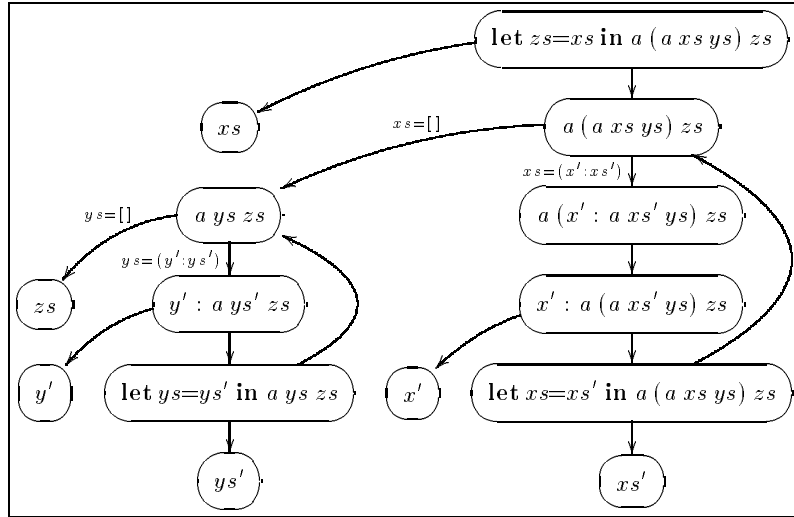 let zs=xs in a (a xs ys) zs
xs
xs=[]
a (a xs ys) zs
xs=(x′:xs′)
ys=[]
a ys zs
a (x′ : a xs′ ys) zs
ys=(y′:ys′)
zs
y′ : a ys′ zs
x′ : a (a xs′ ys) zs
y′
let ys=ys′ in a ys zs
x′
let xs=xs′ in a (a xs ys) zs
ys′
xs′